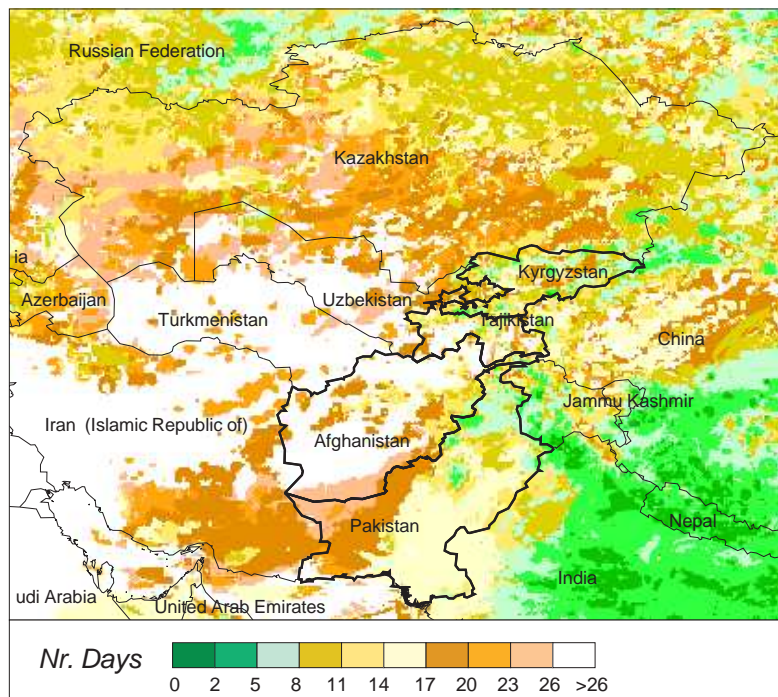 Russian Federation
Kazakhstan
ia
Kyrgyzstan
Azerbaijan
Uzbekistan
Turkmenistan
Tajikistan
China
Jammu Kashmir
Iran (Islamic Republic of)
Afghanistan
Pakistan
Nepal
India
udi Arabia
United Arab Emirates
Nr. Days
0 2 5 8 11 14 17 20 23 26 >26